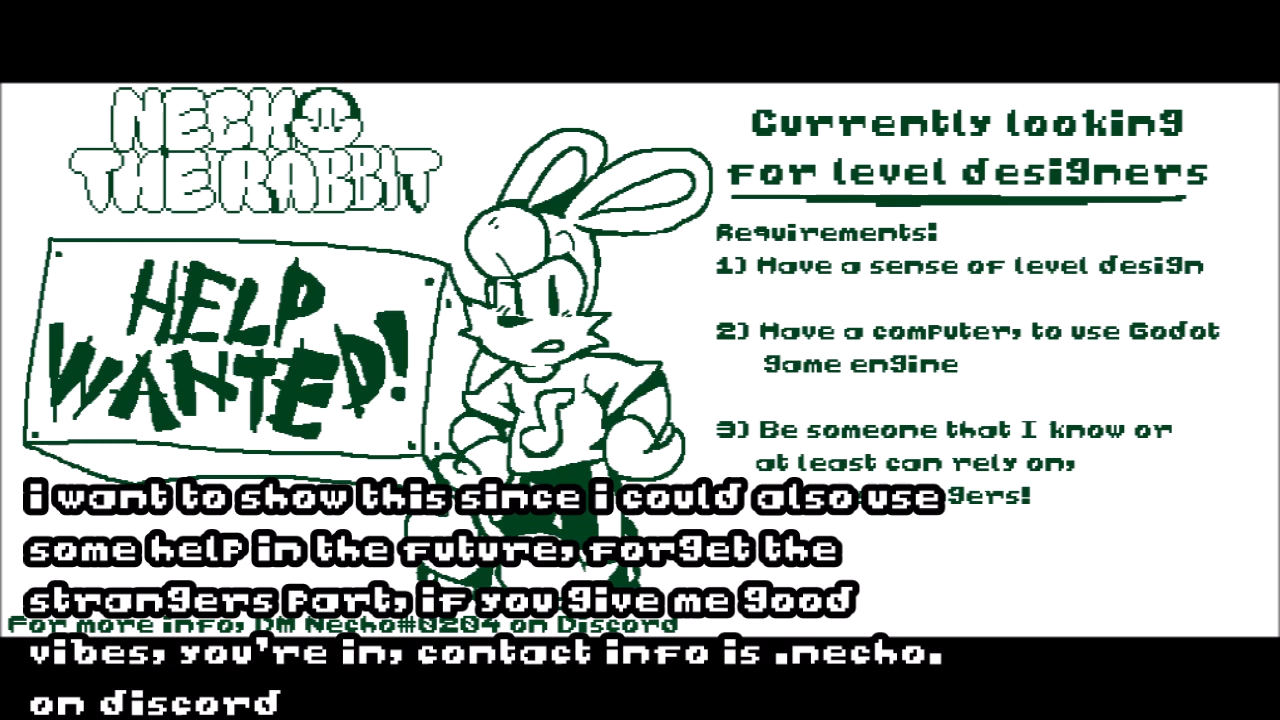 NECHO
THE RABBIT
HELP
WANTED!
Currently looking
for level designers
Requirements:
1) Have a sense of level design
2) Have a computer, to use Godot
game engine
3) Be someone that I know or
at least can rely on,
gers!
i want to show this since i could also use
some help in the future, forget the
strangers part, if you give me good
vibes, you're in, contact info is .necho.
on discord
For more info, DM Necho#0204 on Discord